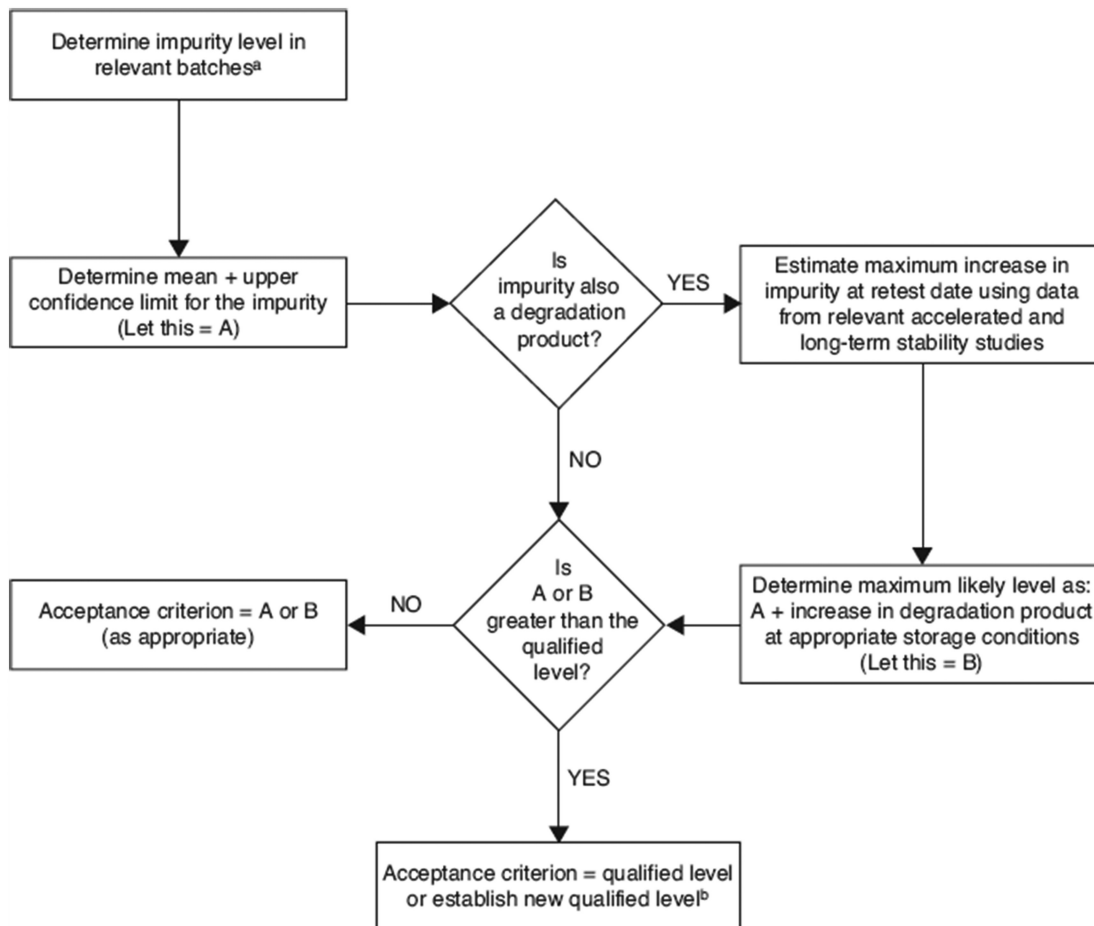 Determine impurity level in
relevant batchesᵃ
Determine mean + upper
confidence limit for the impurity
(Let this = A)
Is
impurity also
a degradation
product?
YES
Estimate maximum increase in
impurity at retest date using data
from relevant accelerated and
long-term stability studies
NO
Determine maximum likely level as:
A + increase in degradation product
at appropriate storage conditions
(Let this = B)
Is
A or B
greater than the
qualified
level?
NO
Acceptance criterion = A or B
(as appropriate)
YES
Acceptance criterion = qualified level
or establish new qualified levelᵇ